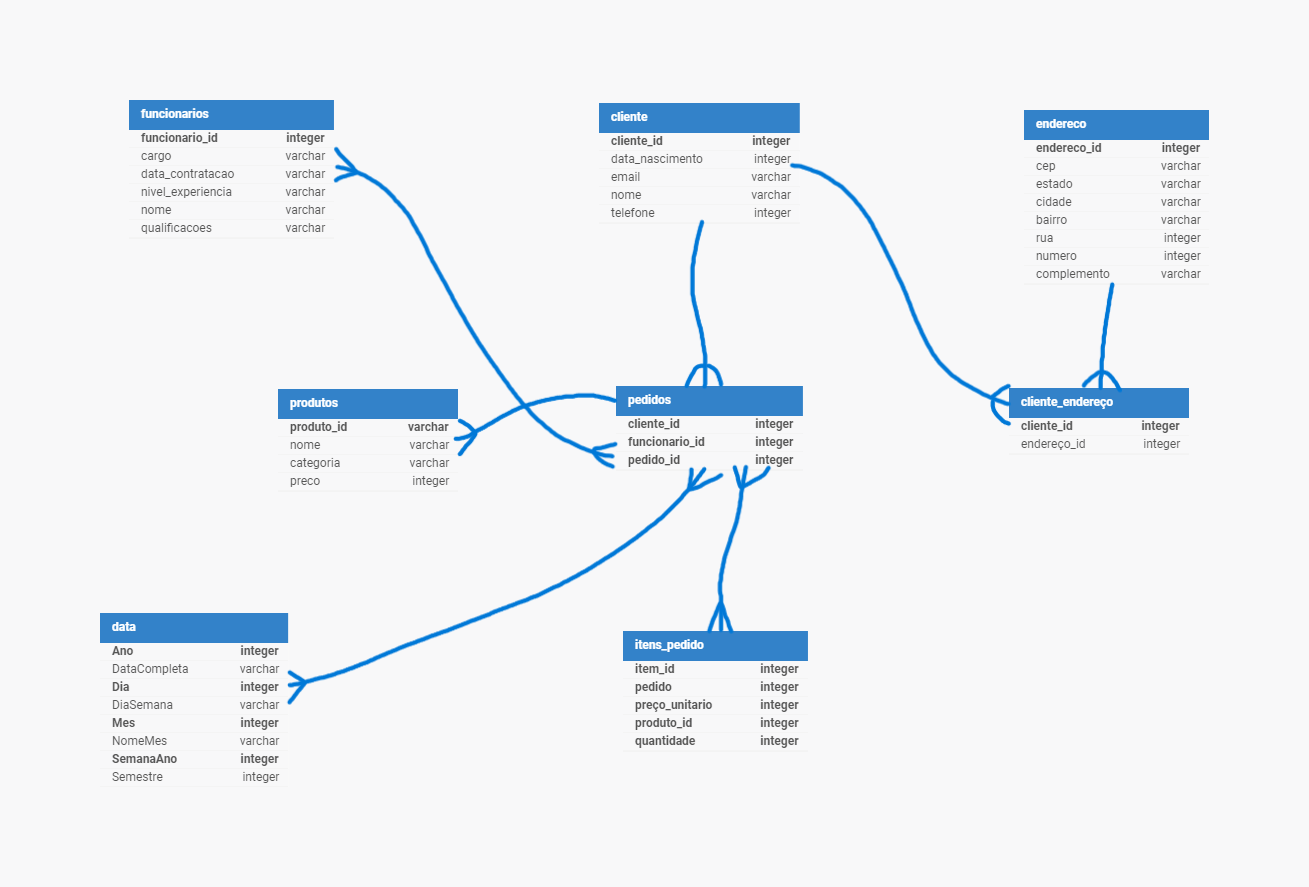 funcionarios
funcionario_id integer
cargo varchar
data_contratacao varchar
nivel_experiencia varchar
nome varchar
qualificacoes varchar
cliente
cliente_id integer
data_nascimento integer
email varchar
nome varchar
telefone integer
endereco
endereco_id integer
cep varchar
estado varchar
cidade varchar
bairro varchar
rua integer
numero integer
complemento varchar
produtos
produto_id varchar
nome varchar
categoria varchar
preco integer
pedidos
cliente_id integer
funcionario_id integer
pedido_id integer
cliente_endereço
cliente_id integer
endereço_id integer
data
Ano integer
DataCompleta varchar
Dia integer
DiaSemana varchar
Mes integer
NomeMes varchar
SemanaAno integer
Semestre integer
itens_pedido
item_id integer
pedido integer
preço_unitario integer
produto_id integer
quantidade integer